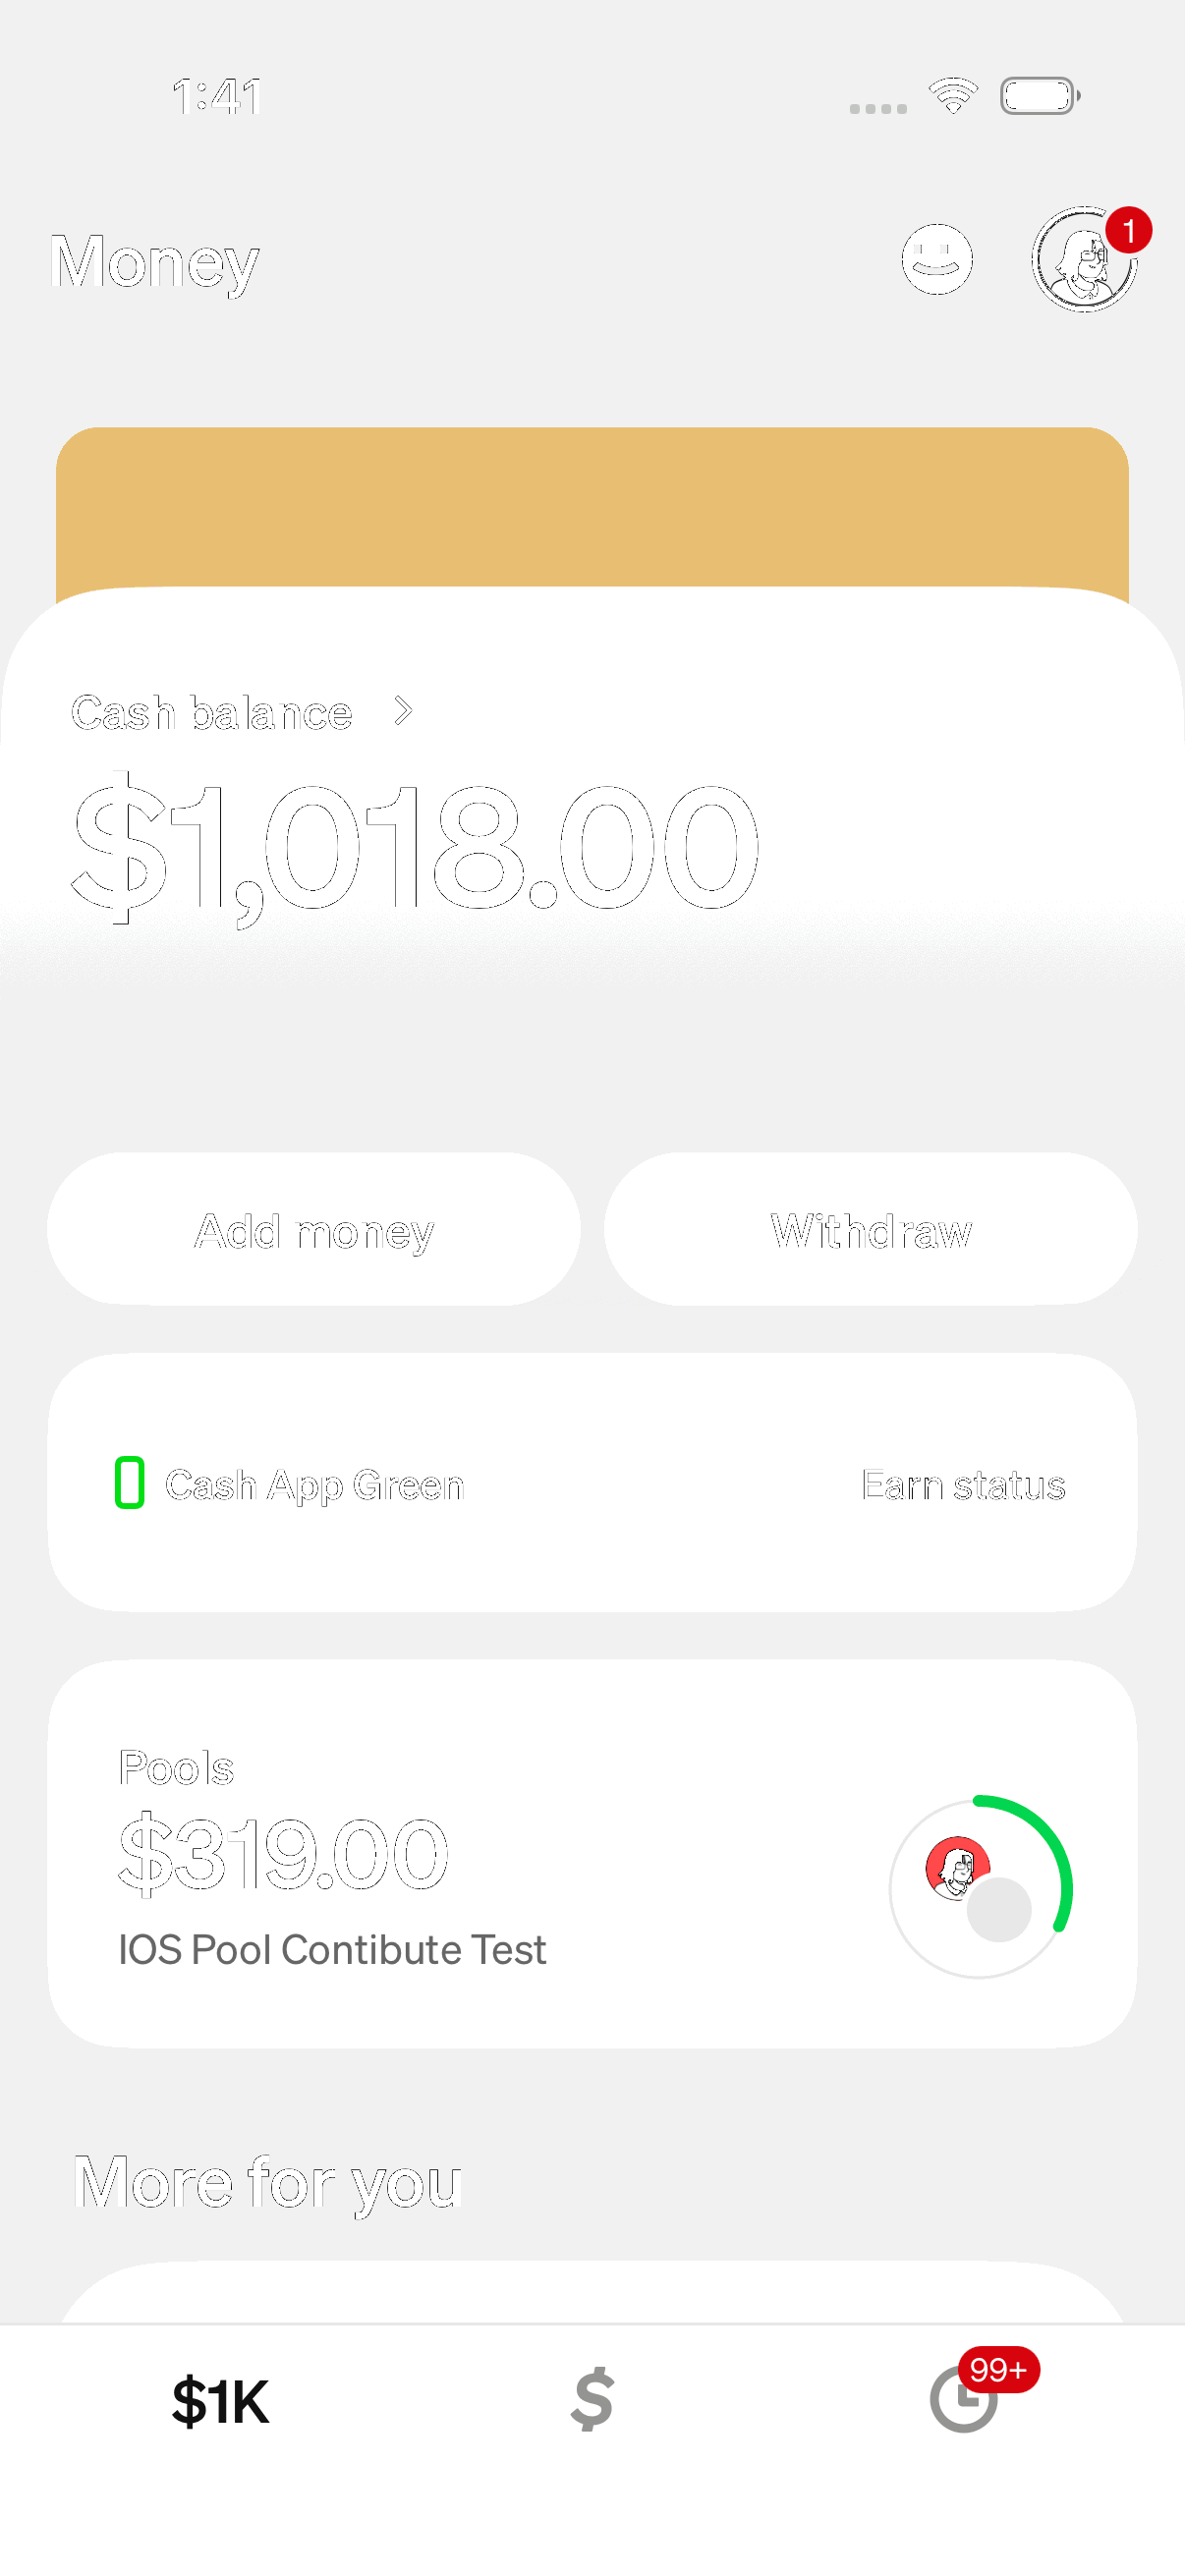 1:41
Money
1
Cash balance
$1,018.00
Add money
Withdraw
Cash App Green
Earn status
Pools
$319.00
IOS Pool Contibute Test
More for you
$1K
$
99+